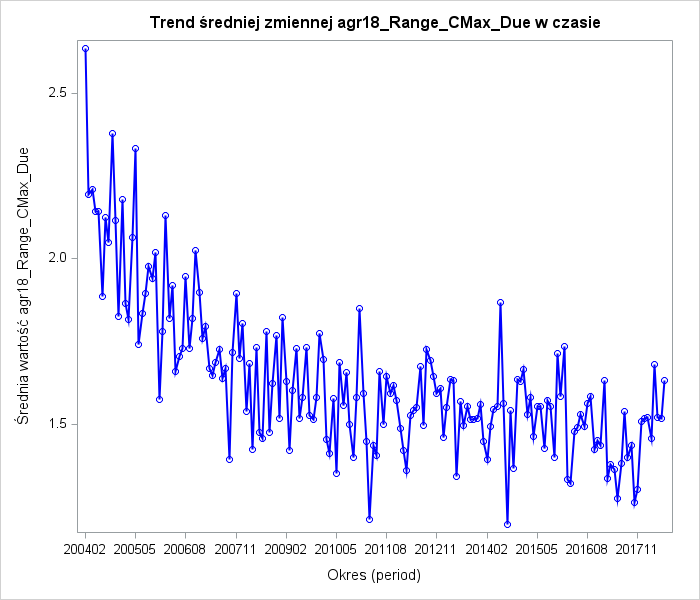 Trend średniej zmiennej agr18_Range_CMax_Due w czasie
Średnia wartość agr18_Range_CMax_Due
2.5
2.0
1.5
200402 200505 200608 200711 200902 201005 201108 201211 201402 201505 201608 201711
Okres (period)